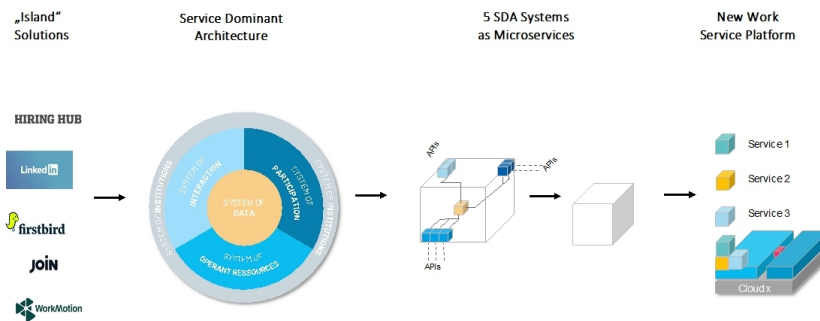 „Island“
Solutions
Service Dominant
Architecture
5 SDA Systems
as Microservices
New Work
Service Platform
HIRING HUB
Linked in
firstbird
JOIN
WorkMotion
SYSTEM OF INSTITUTIONS
SYSTEM OF
INTERACTION
SYSTEM OF
PARTICIPATION
SYSTEM OF INSTITUTIONS
SYSTEM OF
DATA
SYSTEM OF
OPERANT RESSOURCES
APIs
APIs
APIs
Service 1
Service 2
Service 3
Cloud x